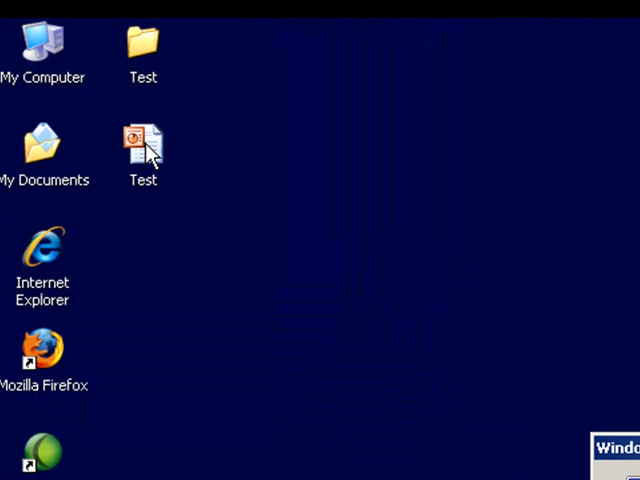 My Computer
Test
My Documents
Test
Internet
Explorer
Mozilla Firefox
Windo